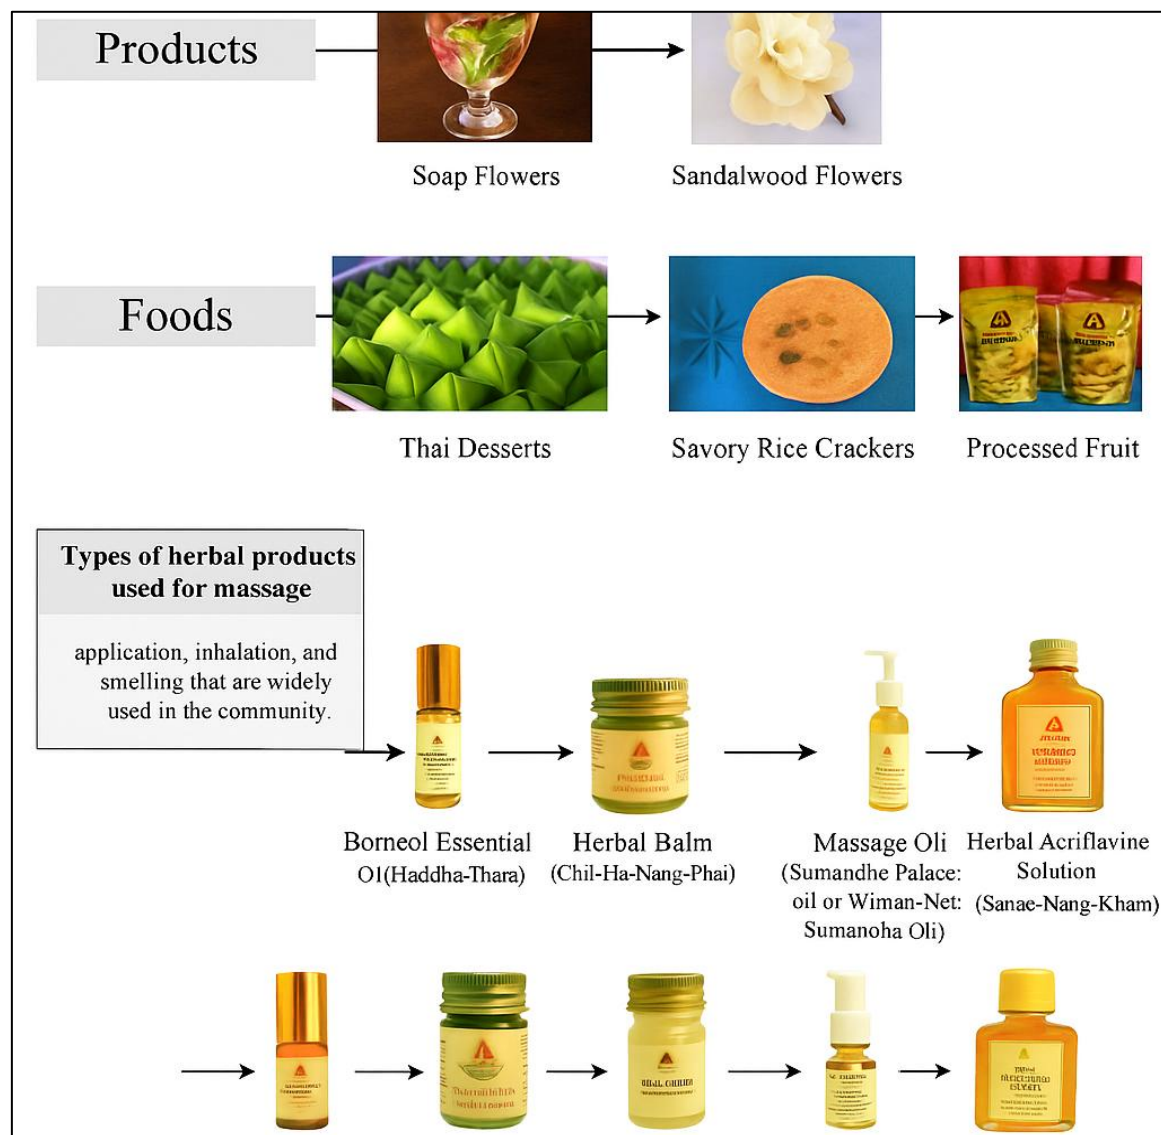 Products
Soap Flowers
Sandalwood Flowers
Foods
Thai Desserts
Savory Rice Crackers
Processed Fruit
Types of herbal products
used for massage
application, inhalation, and
smelling that are widely
used in the community.
Borneol Essential
O1(Haddha-Thara)
Herbal Balm
(Chil-Ha-Nang-Phai)
Massage Oli
(Sumandhe Palace:
oil or Wiman-Net:
Sumanoha Oli)
Herbal Acriflavine
Solution
(Sanae-Nang-Kham)